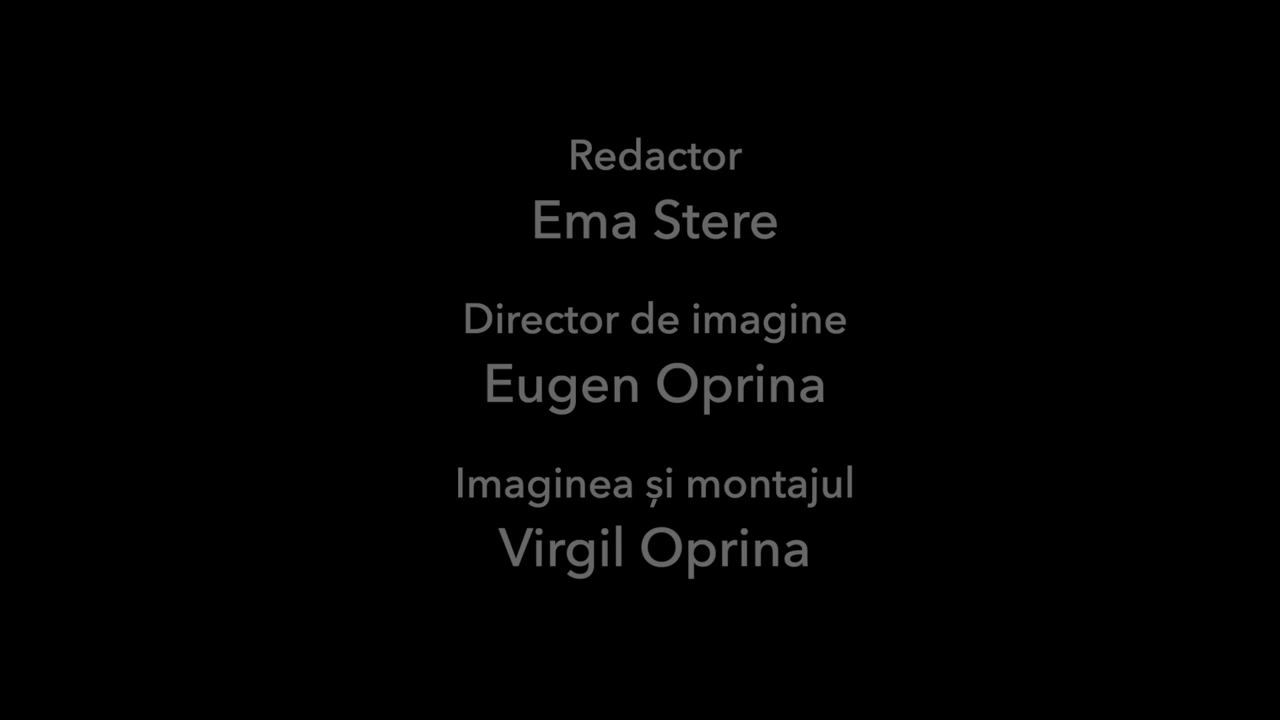 Redactor
Ema Stere
Director de imagine
Eugen Oprina
Imaginea și montajul
Virgil Oprina